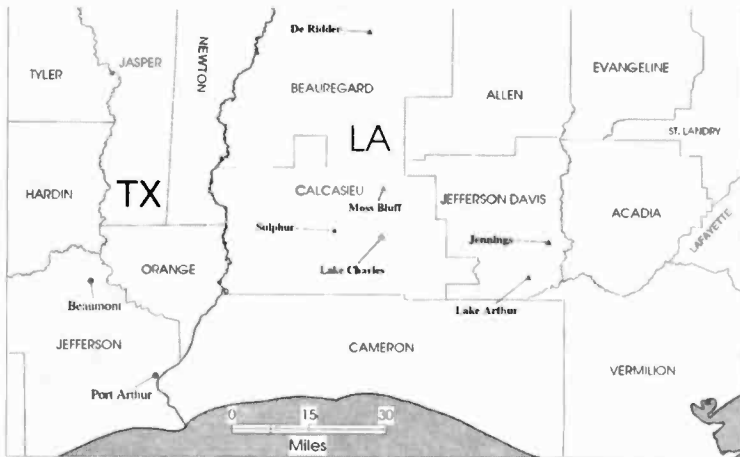 De Ridder
NEWTON
JASPER
TYLER
EVANGELINE
BEAUREGARD
ALLEN
LA
ST. LANDRY
TX
HARDIN
CALCASIEU
Moss Bluff
JEFFERSON DAVIS
ACADIA
LAFAYETTE
Sulphur
Jennings
Lake Charles
ORANGE
Beaumont
Lake Arthur
JEFFERSON
CAMERON
VERMILION
Port Arthur
0 15 30
Miles